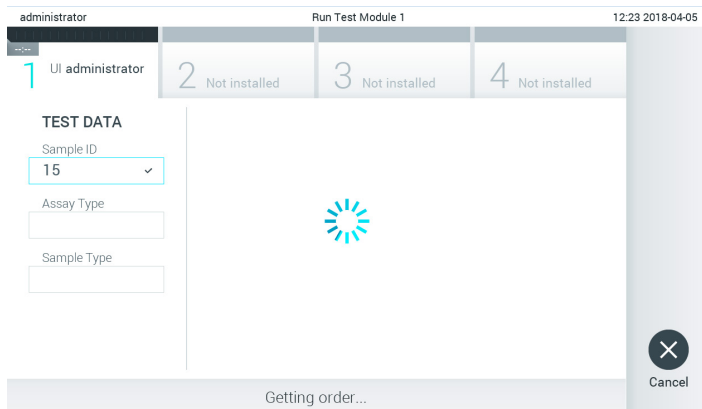 administrator Run Test Module 1 12:23 2018-04-05
--:--
1 UI administrator 2 Not installed 3 Not installed 4 Not installed
TEST DATA
Sample ID
15
Assay Type
Sample Type
Cancel
Getting order...